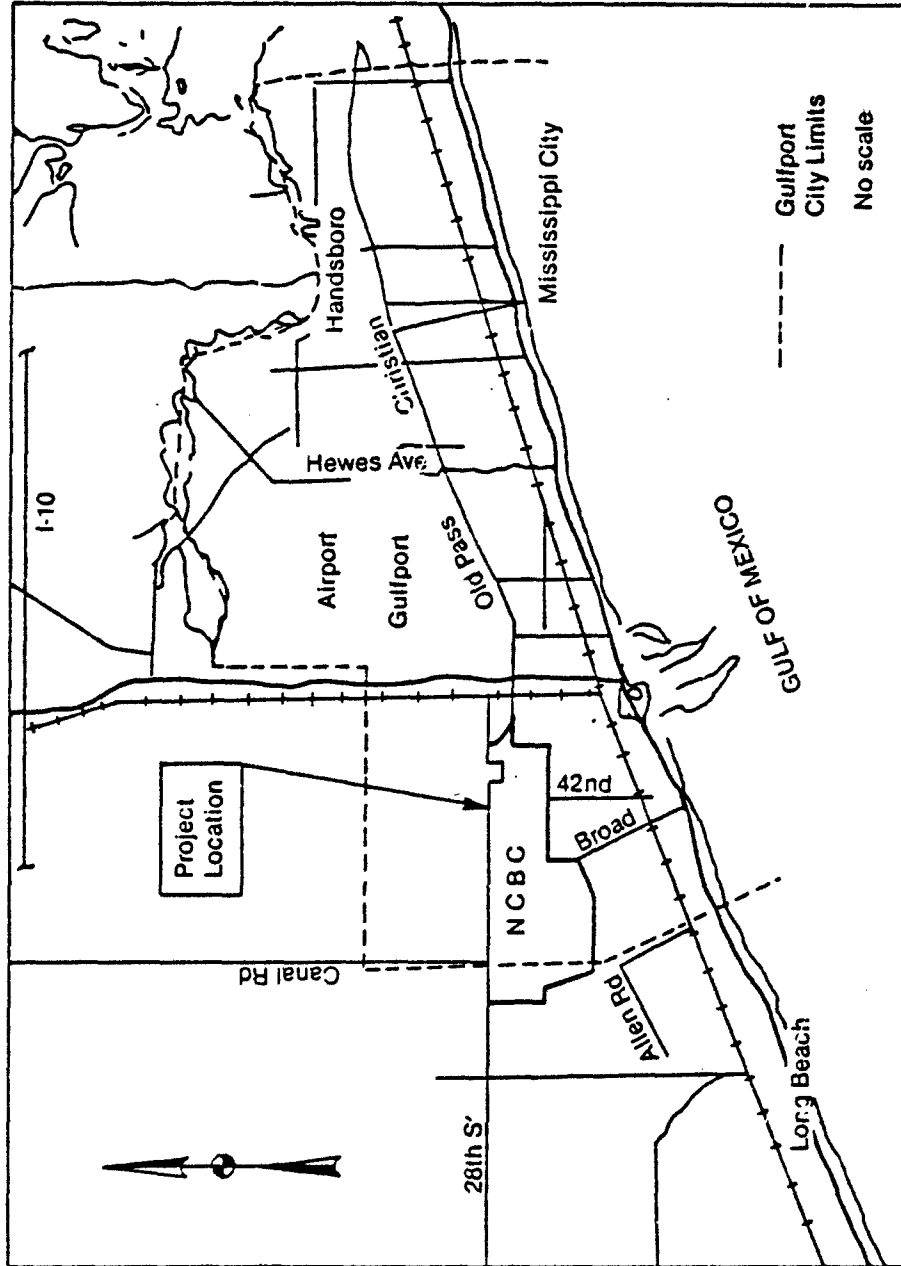 I-10
Project
Location
Canal Rd
28th S'
NCBC
Airport
Gulfport
Hewes Ave
Handsboro
Old Pass
Christian
42nd
Broad
Allen Rd
Long Beach
Mississippi City
GULF OF MEXICO
Gulfport
City Limits
No scale